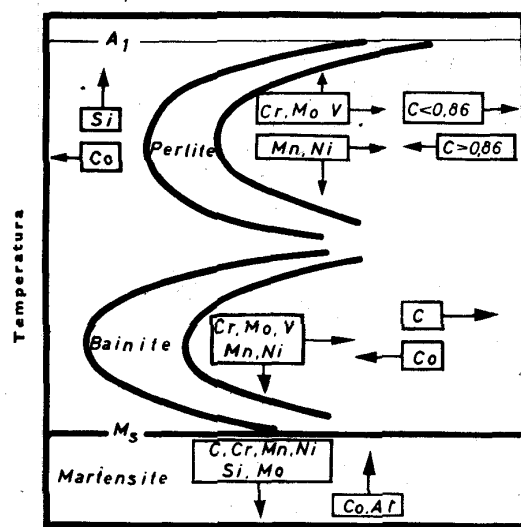 A1
Si
Co
Perlite
Cr, Mo V
C<0,86
Mn, Ni
C>0,86
Temperatura
Bainite
Cr, Mo, V
Mn, Ni
C
Co
Ms
Martensite
C, Cr, Mn, Ni
Si, Mo
Co, Al